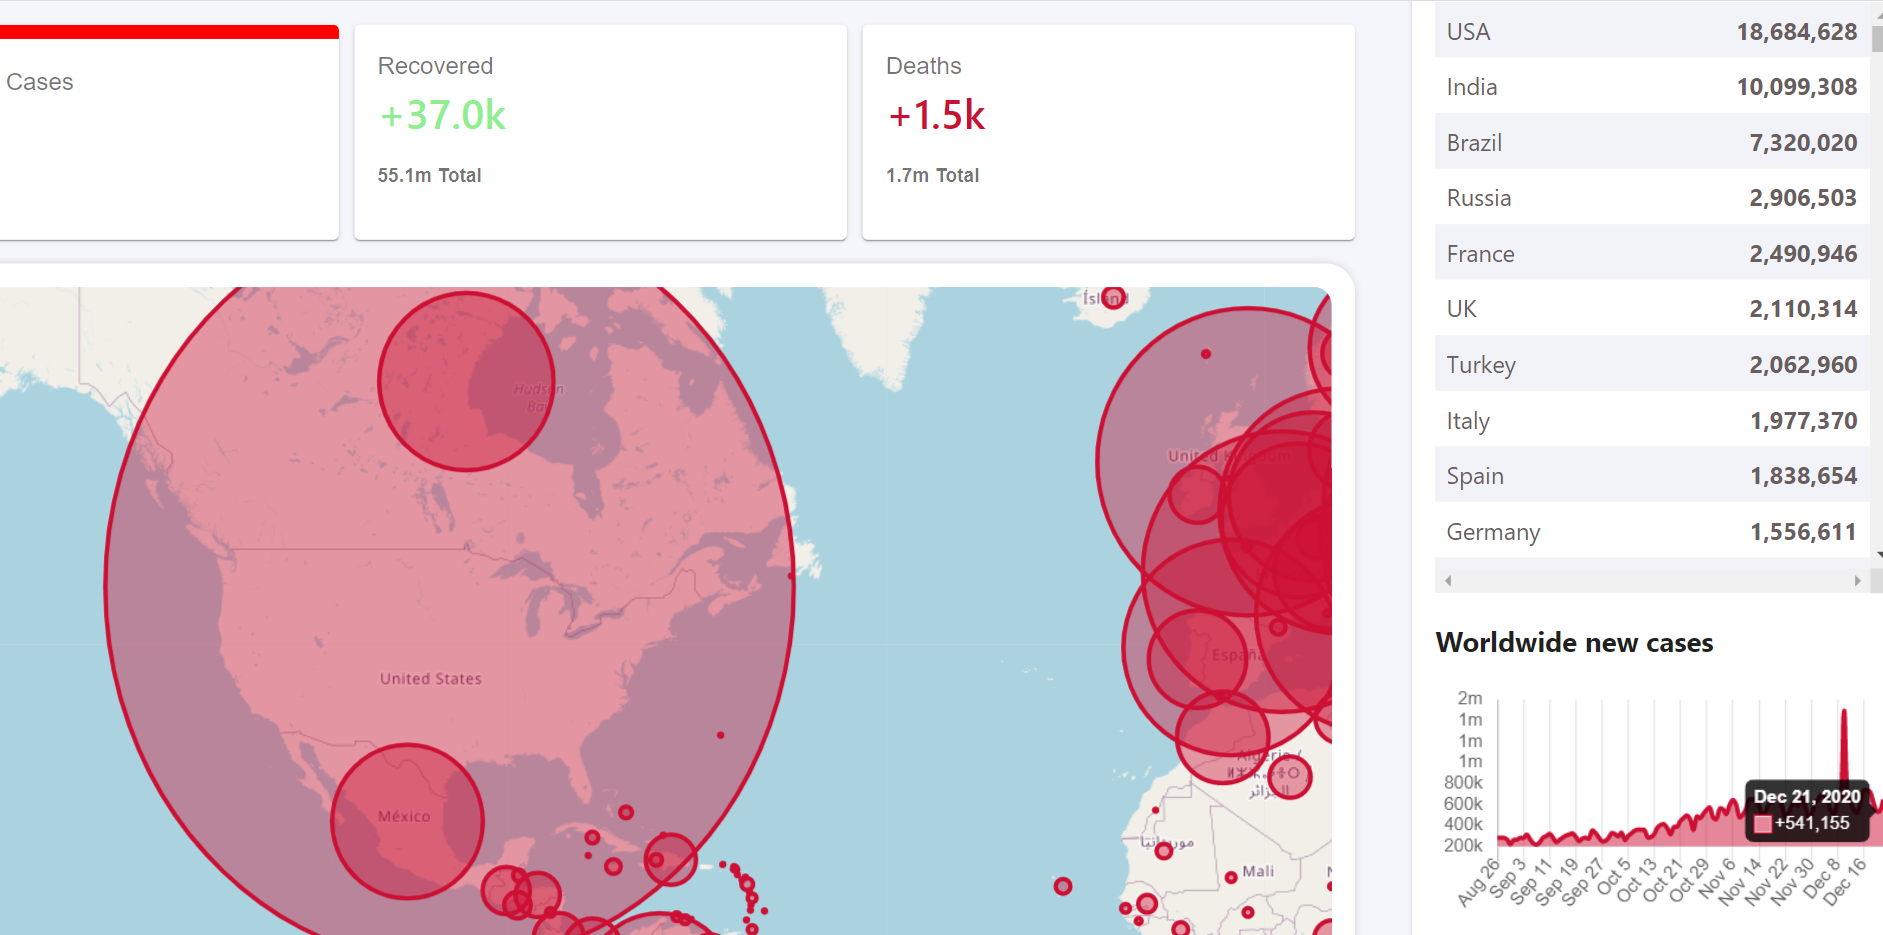 Cases
Recovered
+37.0k
55.1m Total
Deaths
+1.5k
1.7m Total
USA 18,684,628
India 10,099,308
Brazil 7,320,020
Russia 2,906,503
France 2,490,946
UK 2,110,314
Turkey 2,062,960
Italy 1,977,370
Spain 1,838,654
Germany 1,556,611
Ísland
Hudson
Bay
United Kingdom
United States
España
México
Algérie /
الجزائر
موريتانيا
Mali
Worldwide new cases
2m
1m
1m
1m
800k
600k
400k
200k
Dec 21, 2020
+541,155
Aug 26
Sep 3
Sep 11
Sep 19
Sep 27
Oct 5
Oct 13
Oct 21
Oct 29
Nov 6
Nov 14
Nov 22
Nov 30
Dec 8
Dec 16